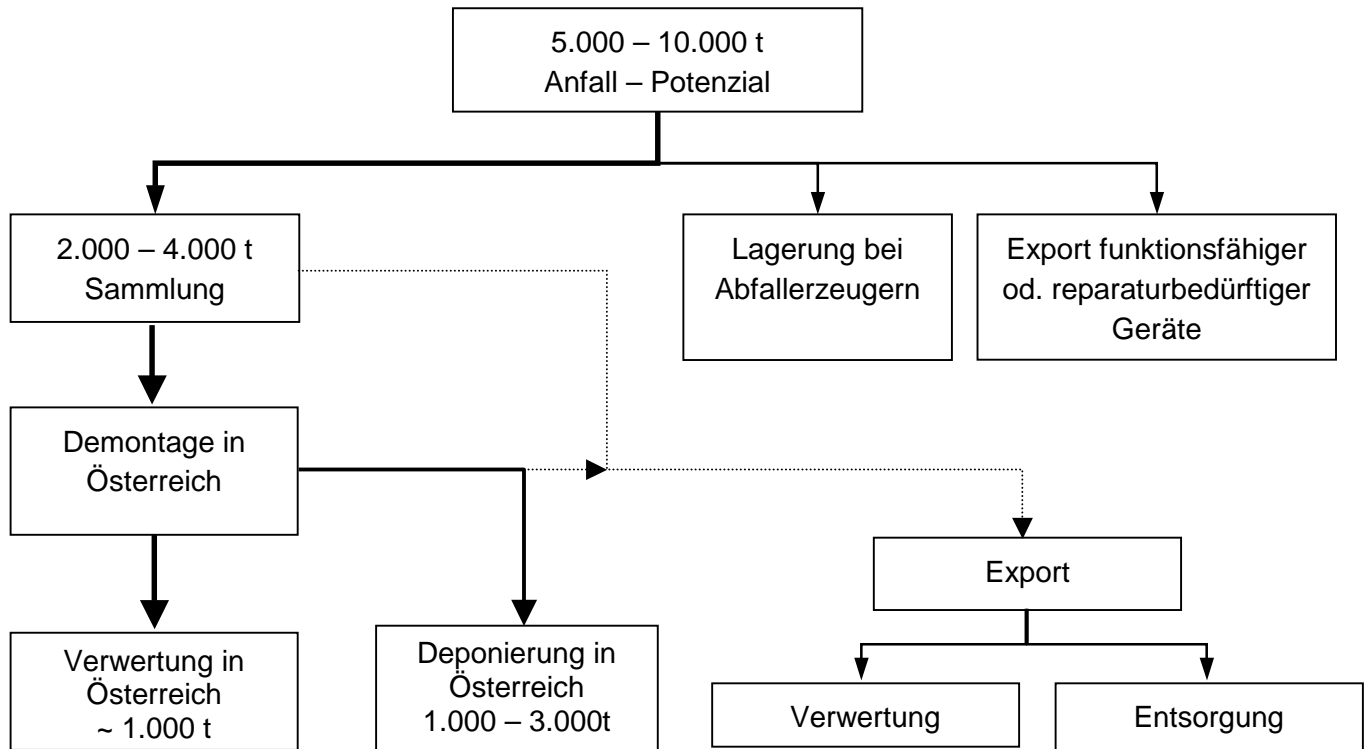 5.000 – 10.000 t
Anfall – Potenzial
2.000 – 4.000 t
Sammlung
Lagerung bei
Abfallerzeugern
Export funktionsfähiger
od. reparaturbedürftiger
Geräte
Demontage in
Österreich
Export
Verwertung in
Österreich
~ 1.000 t
Deponierung in
Österreich
1.000 – 3.000t
Verwertung
Entsorgung